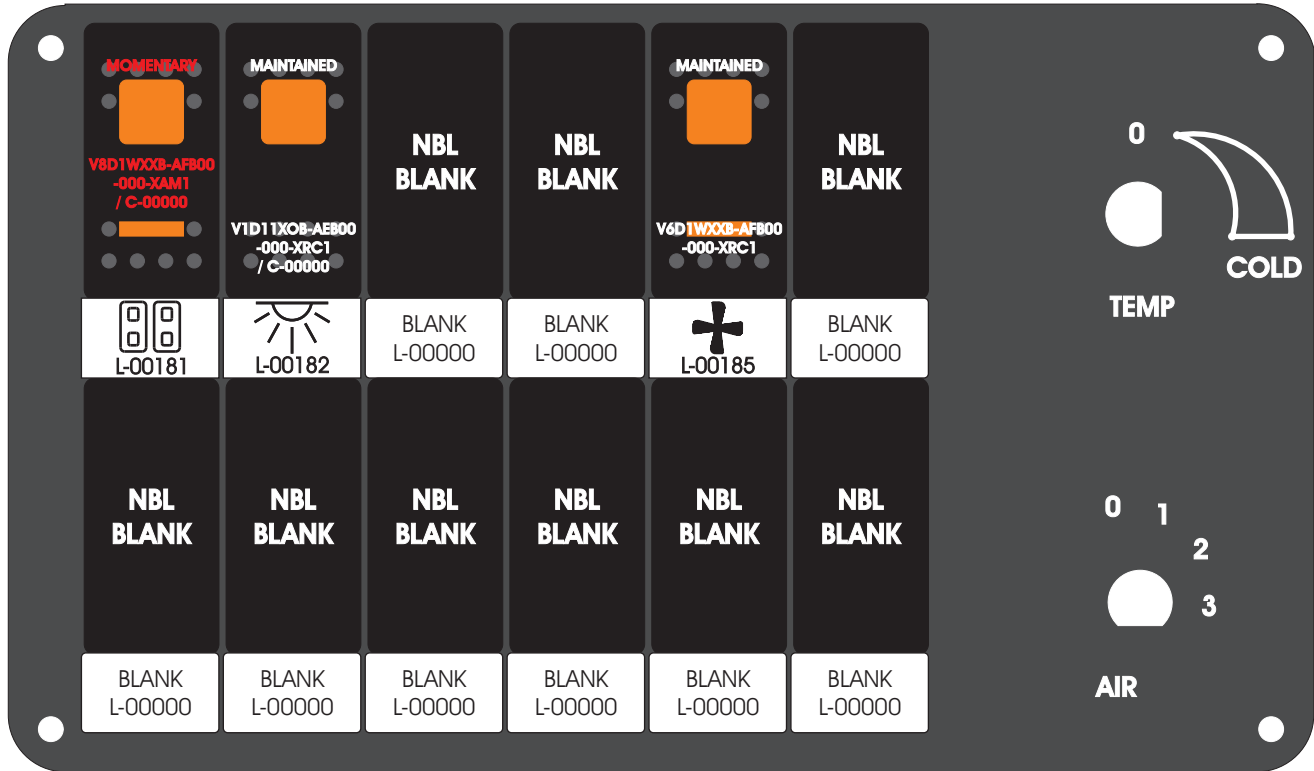 MOMENTARY
V8D1WXXB-AFB00
-000-XAM1
/ C-00000
L-00181
MAINTAINED
V1D11XOB-AEB00
-000-XRC1
/ C-00000
L-00182
NBL
BLANK
BLANK
L-00000
NBL
BLANK
BLANK
L-00000
MAINTAINED
V6D1WXXB-AFB00
-000-XRC1
L-00185
NBL
BLANK
BLANK
L-00000
NBL
BLANK
BLANK
L-00000
NBL
BLANK
BLANK
L-00000
NBL
BLANK
BLANK
L-00000
NBL
BLANK
BLANK
L-00000
NBL
BLANK
BLANK
L-00000
NBL
BLANK
BLANK
L-00000
0
COLD
TEMP
0
1
2
3
AIR